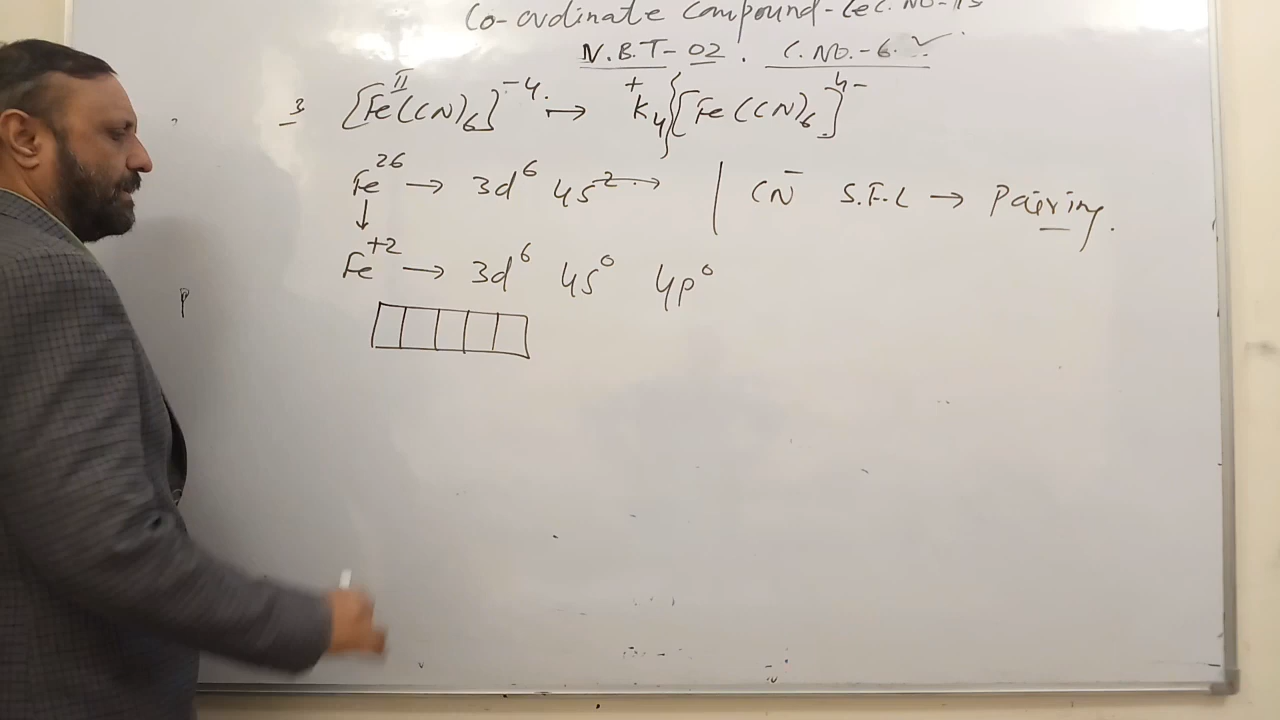 Co-ordinate Compound-Lec. No-13
V.B.T-02. C.NO.-6. ✓
3 [Fe^II(CN)6]^-4. → K4^+ {[Fe(CN)6]^4-
Fe^26 → 3d^6 4s^2 → | CN^- S.F.L → Pairing.
↓
Fe^+2 → 3d^6 4s^0 4p^0
P